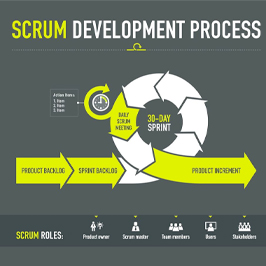 SCRUM DEVELOPMENT PROCESS
Action Items
1. Item
2. Item
3. Item
DAILY
SCRUM
MEETING
30-DAY
SPRINT
PRODUCT BACKLOG
SPRINT BACKLOG
PRODUCT INCREMENT
SCRUM ROLES:
Product owner
Scrum master
Team members
Users
Stakeholders